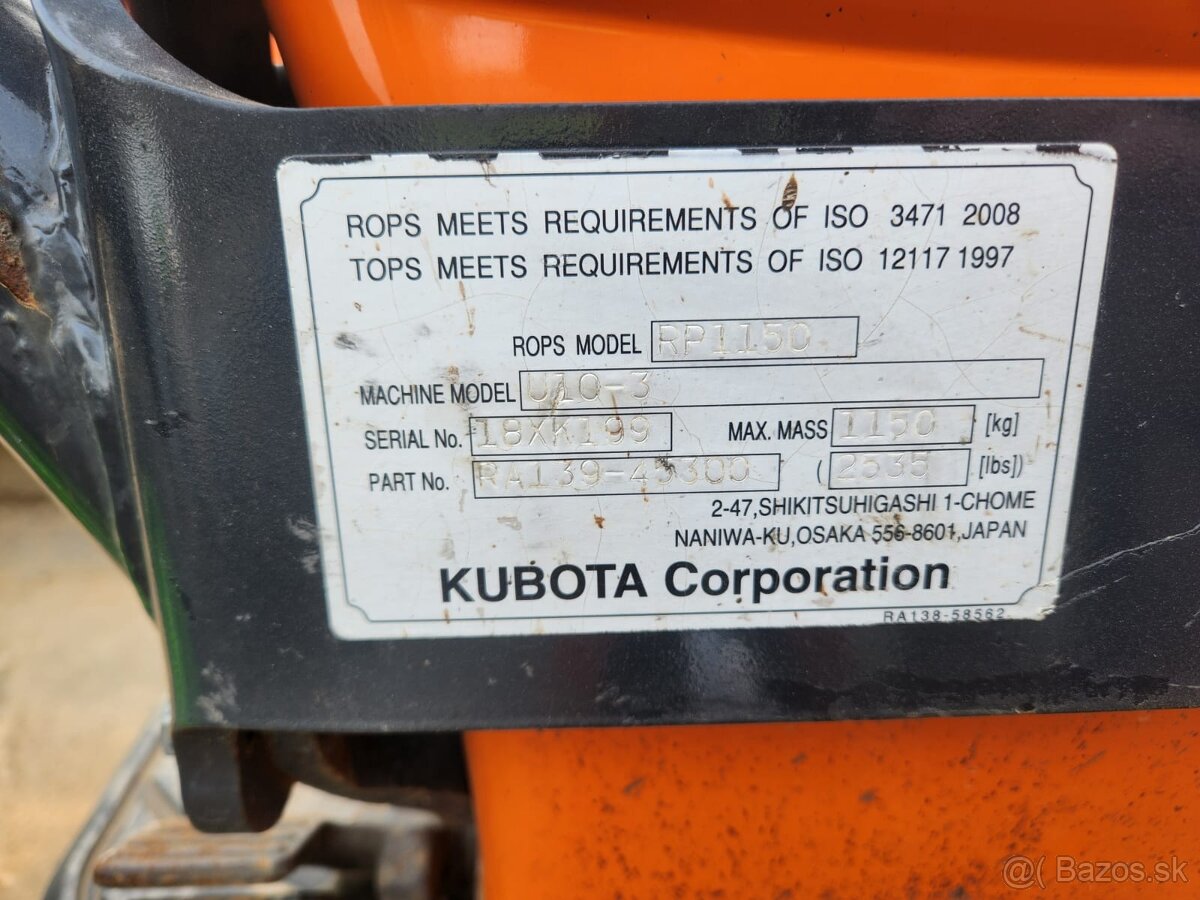 ROPS MEETS REQUIREMENTS OF ISO 3471 2008
TOPS MEETS REQUIREMENTS OF ISO 12117 1997
ROPS MODEL RP1150
MACHINE MODEL U10-3
SERIAL No. 18XK199 MAX. MASS 1150 [kg]
PART No. RA139-45300 (2535 [lbs])
2-47,SHIKITSUHIGASHI 1-CHOME
NANIWA-KU,OSAKA 556-8601,JAPAN
KUBOTA Corporation
RA138-58562
Bazos.sk